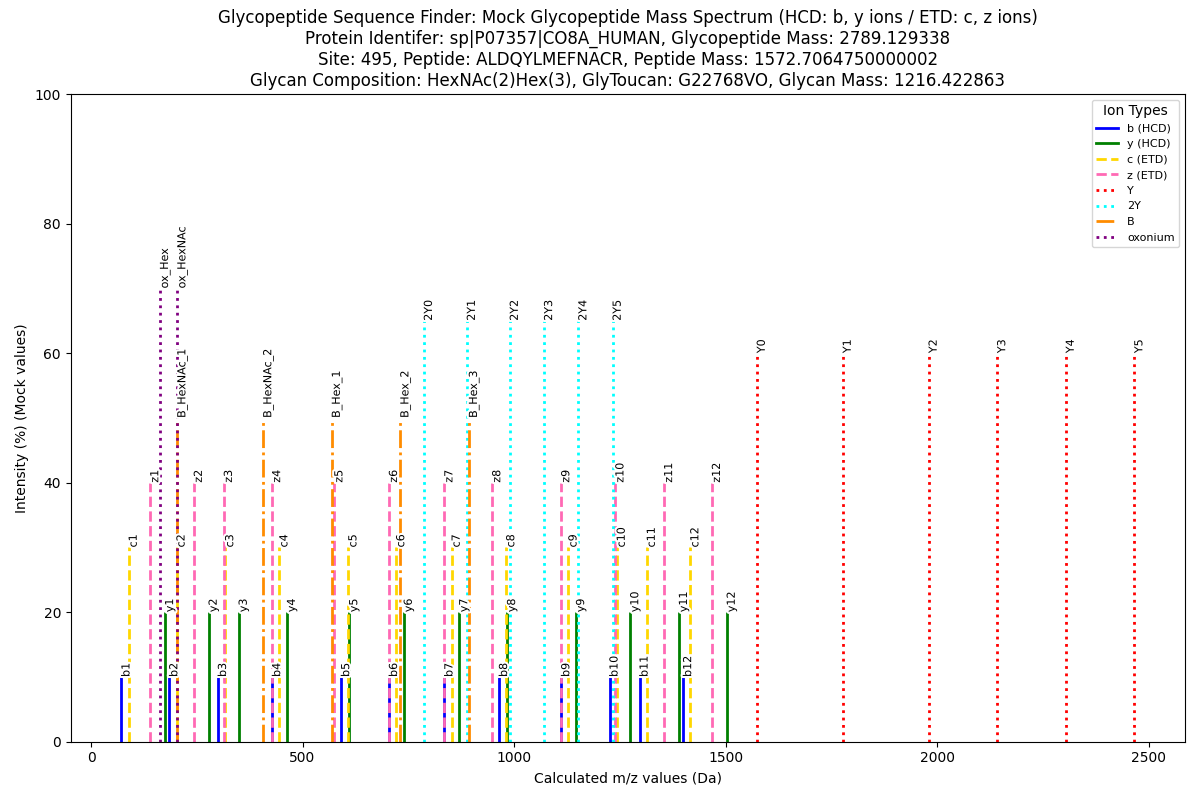 Glycopeptide Sequence Finder: Mock Glycopeptide Mass Spectrum (HCD: b, y ions / ETD: c, z ions)
Protein Identifer: sp|P07357|CO8A_HUMAN, Glycopeptide Mass: 2789.129338
Site: 495, Peptide: ALDQYLMEFNACR, Peptide Mass: 1572.7064750000002
Glycan Composition: HexNAc(2)Hex(3), GlyToucan: G22768VO, Glycan Mass: 1216.422863
Intensity (%) (Mock values)
100
80
60
40
20
0
Ion Types
b (HCD)
y (HCD)
c (ETD)
z (ETD)
Y
2Y
B
oxonium
ox_Hex
ox_HexNAc
2Y0
2Y1
2Y2
2Y3
2Y4
2Y5
Y0
Y1
Y2
Y3
Y4
Y5
B_HexNAc_1
B_HexNAc_2
B_Hex_1
B_Hex_2
B_Hex_3
z1
z2
z3
z4
z5
z6
z7
z8
z9
z10
z11
z12
c1
c2
c3
c4
c5
c6
c7
c8
c9
c10
c11
c12
y1
y2
y3
y4
y5
y6
y7
y8
y9
y10
y11
y12
b1
b2
b3
b4
b5
b6
b7
b8
b9
b10
b11
b12
0
500
1000
1500
2000
2500
Calculated m/z values (Da)